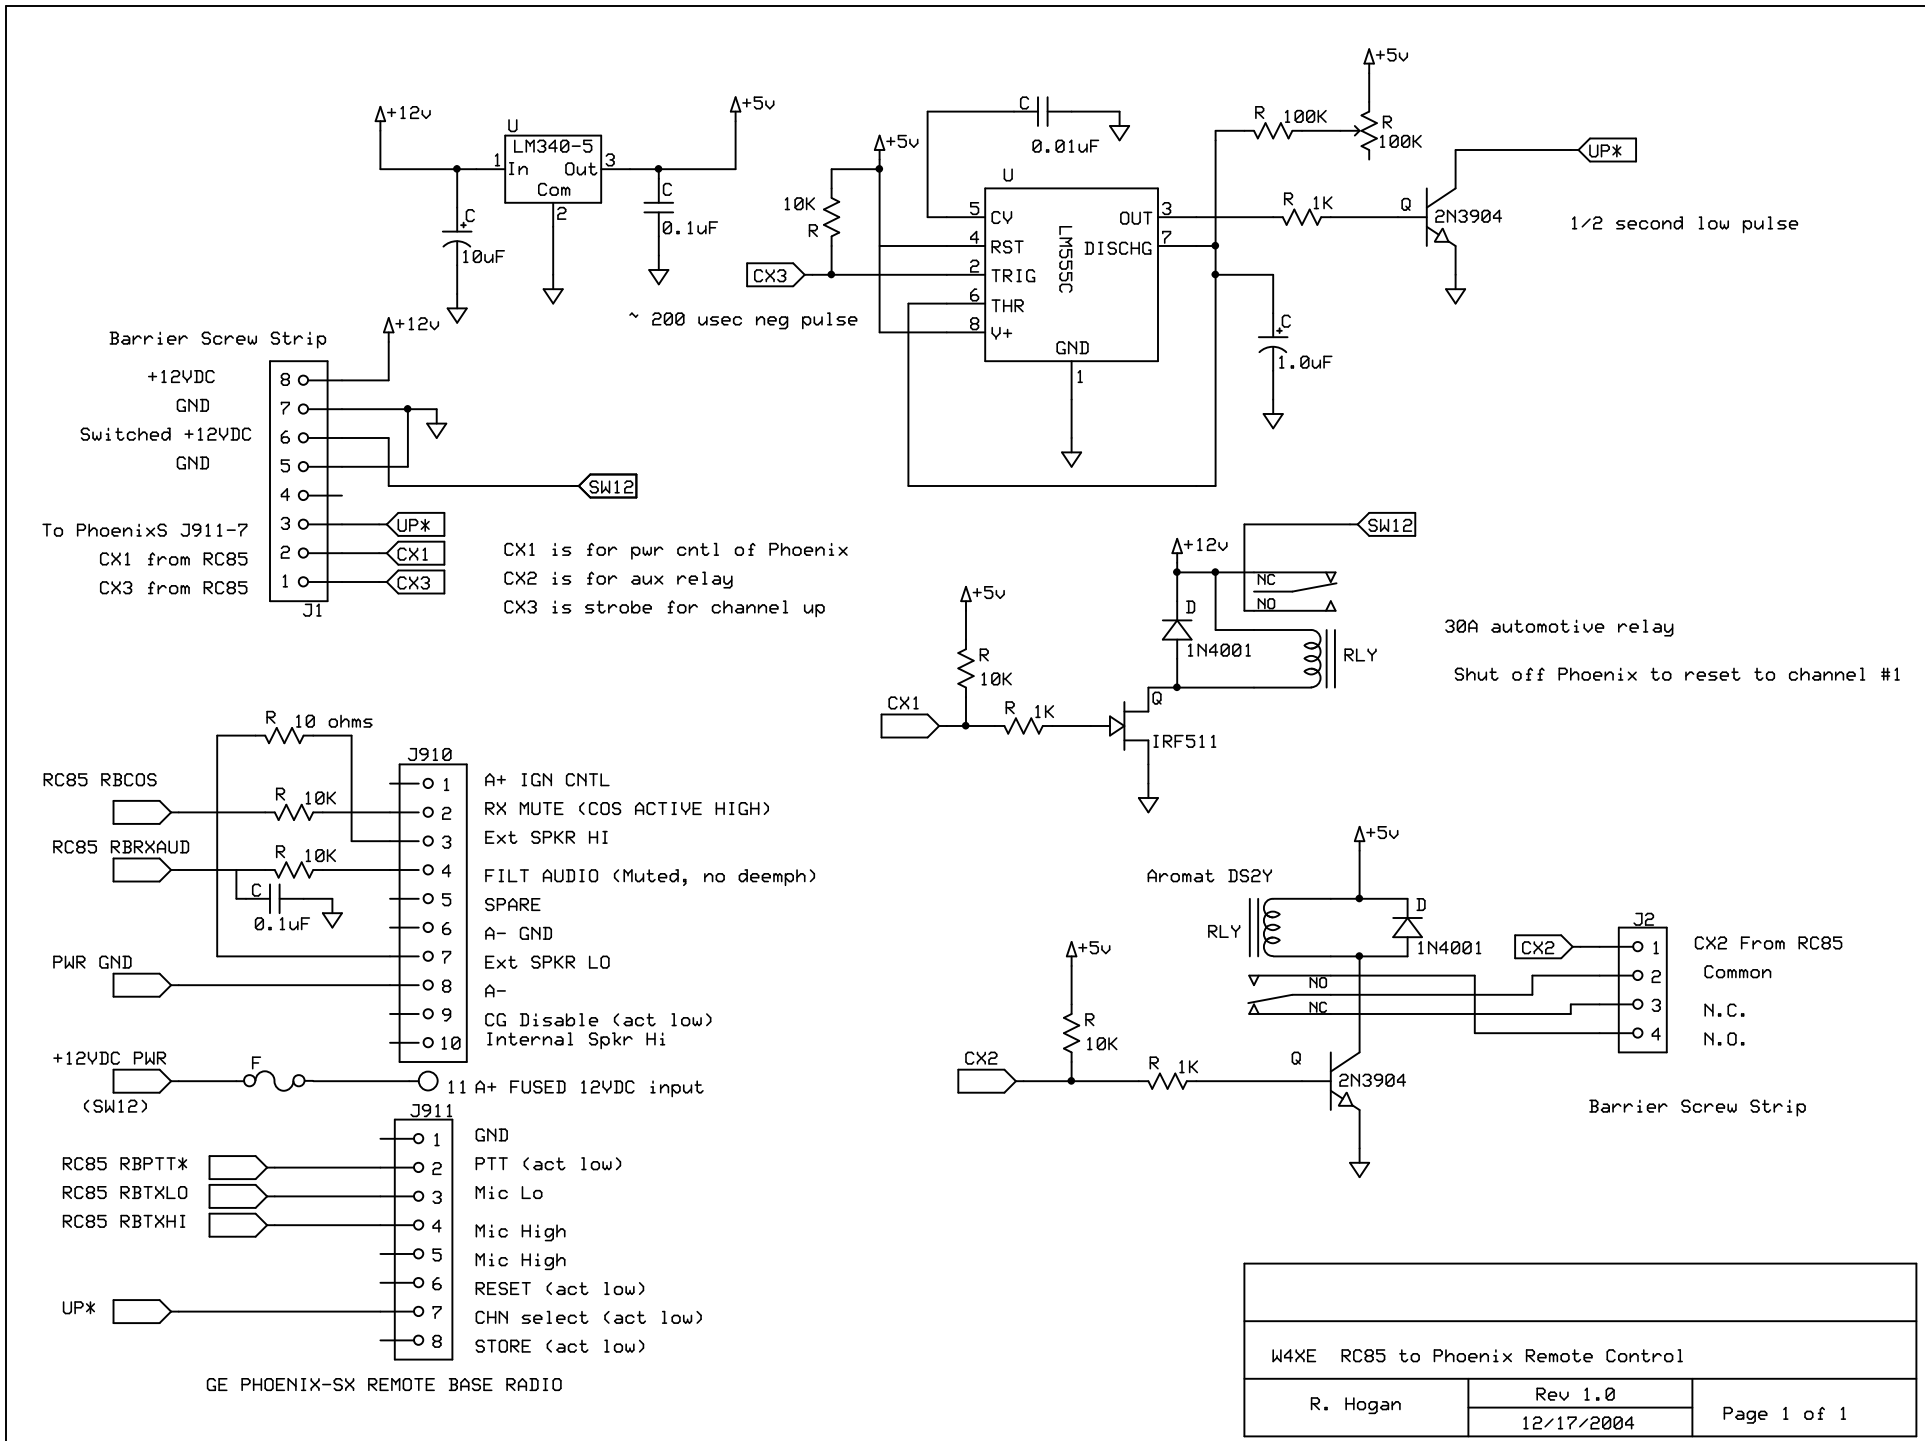 +12v
U
LM340-5
1
In
Out
3
Com
2
C
10uF
C
0.1uF
+5v
+5v
10K
R
CX3
~ 200 usec neg pulse
C
0.01uF
U
LM555C
5 CV
4 RST
2 TRIG
6 THR
8 V+
OUT 3
DISCHG 7
GND
1
R 100K
+5v
R
100K
R 1K
Q
2N3904
UP*
1/2 second low pulse
C
1.0uF
Barrier Screw Strip
+12v
+12VDC 8
GND 7
Switched +12VDC 6
GND 5
4
To PhoenixS J911-7 3 UP*
CX1 from RC85 2 CX1
CX3 from RC85 1 CX3
J1
SW12
CX1 is for pwr cntl of Phoenix
CX2 is for aux relay
CX3 is strobe for channel up
SW12
+12v
NC
NO
D
1N4001
RLY
30A automotive relay
Shut off Phoenix to reset to channel #1
+5v
R
10K
CX1
R 1K
Q
IRF511
R 10 ohms
J910
RC85 RBCOS
R 10K
RC85 RBRXAUD
R 10K
C
0.1uF
PWR GND
1 A+ IGN CNTL
2 RX MUTE (COS ACTIVE HIGH)
3 Ext SPKR HI
4 FILT AUDIO (Muted, no deemph)
5 SPARE
6 A- GND
7 Ext SPKR LO
8 A-
9 CG Disable (act low)
10 Internal Spkr Hi
+12VDC PWR
(SW12)
F
11 A+ FUSED 12VDC input
J911
1 GND
RC85 RBPTT* 2 PTT (act low)
RC85 RBTXLO 3 Mic Lo
RC85 RBTXHI 4 Mic High
5 Mic High
6 RESET (act low)
UP* 7 CHN select (act low)
8 STORE (act low)
GE PHOENIX-SX REMOTE BASE RADIO
+5v
Aromat DS2Y
RLY
D
1N4001
NO
NC
+5v
R
10K
CX2
R 1K
Q
2N3904
J2
CX2 1 CX2 From RC85
2 Common
3 N.C.
4 N.O.
Barrier Screw Strip
W4XE RC85 to Phoenix Remote Control
R. Hogan
Rev 1.0
12/17/2004
Page 1 of 1